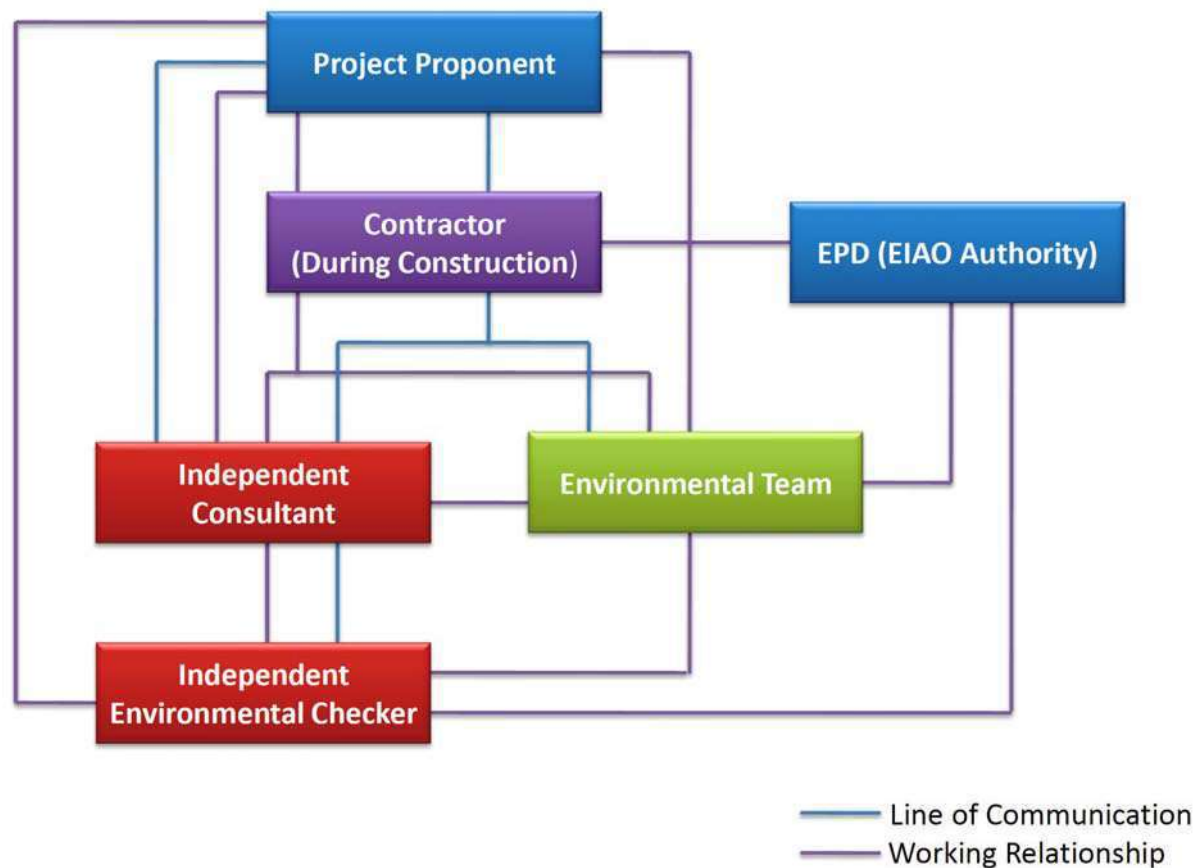 Project Proponent
Contractor
(During Construction)
EPD (EIAO Authority)
Independent
Consultant
Environmental Team
Independent
Environmental Checker
Line of Communication
Working Relationship